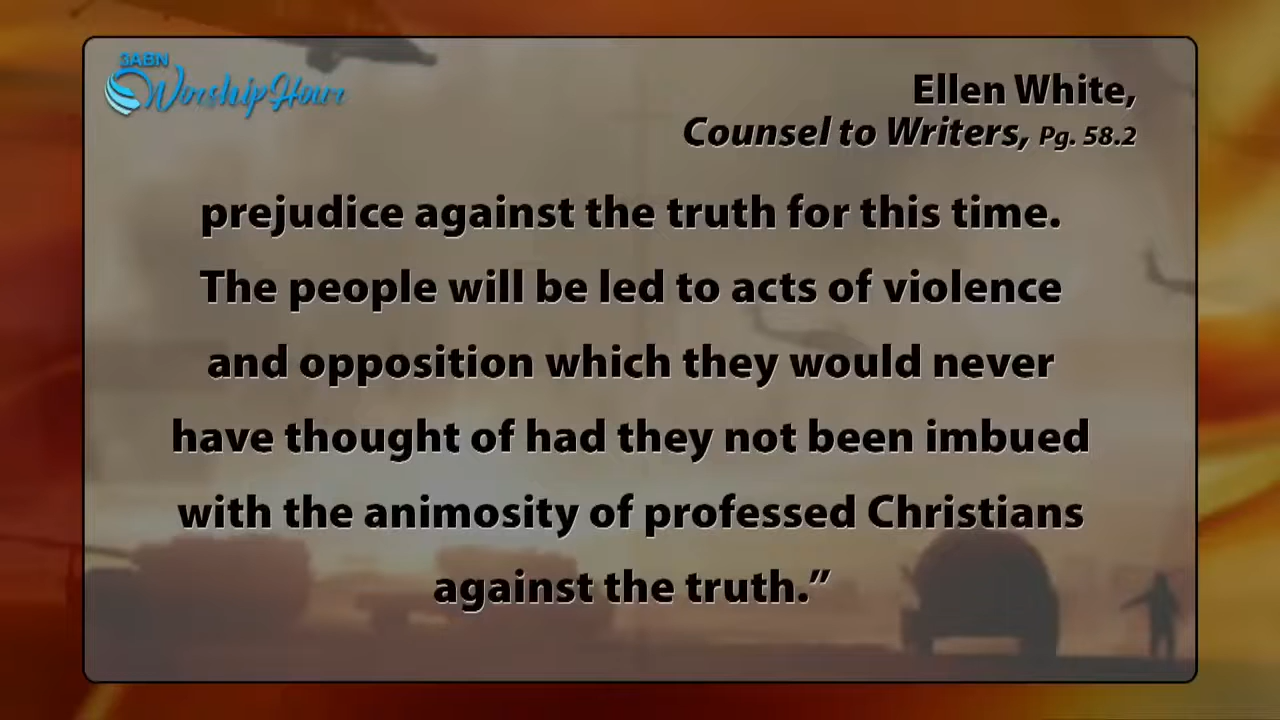 3ABN
Worship Hour
Ellen White,
Counsel to Writers, Pg. 58.2
prejudice against the truth for this time.
The people will be led to acts of violence
and opposition which they would never
have thought of had they not been imbued
with the animosity of professed Christians
against the truth.”